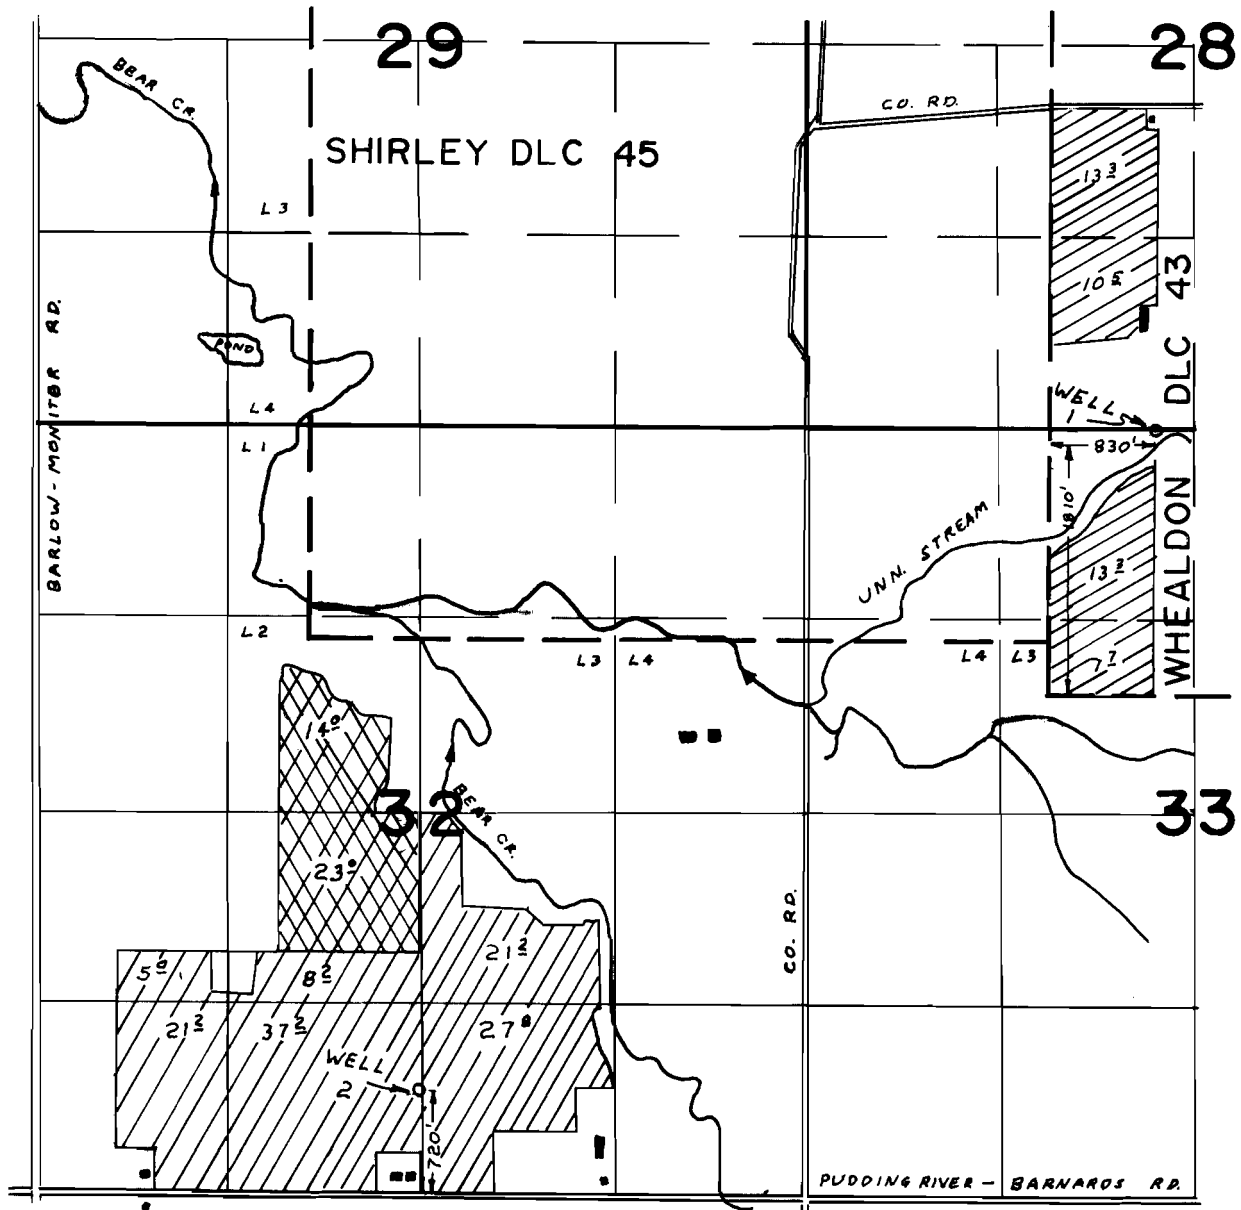 29
28
BEAR CR.
CO. RD.
SHIRLEY DLC 45
13 3
L 3
10 5
BARLOW-MONITOR RD.
POND
WHEALDON DLC 43
L 4
WELL
1
L 1
830'
1810'
UNN. STREAM
13 2
L 2
L 3
L 4
L 4
L 3
7 7
14 0
32
BEAR CR.
33
23 0
CO. RD.
5 0
8 2
21 2
21 2
37 2
27 8
WELL
2
720'
PUDDING RIVER - BARNARDS RD.